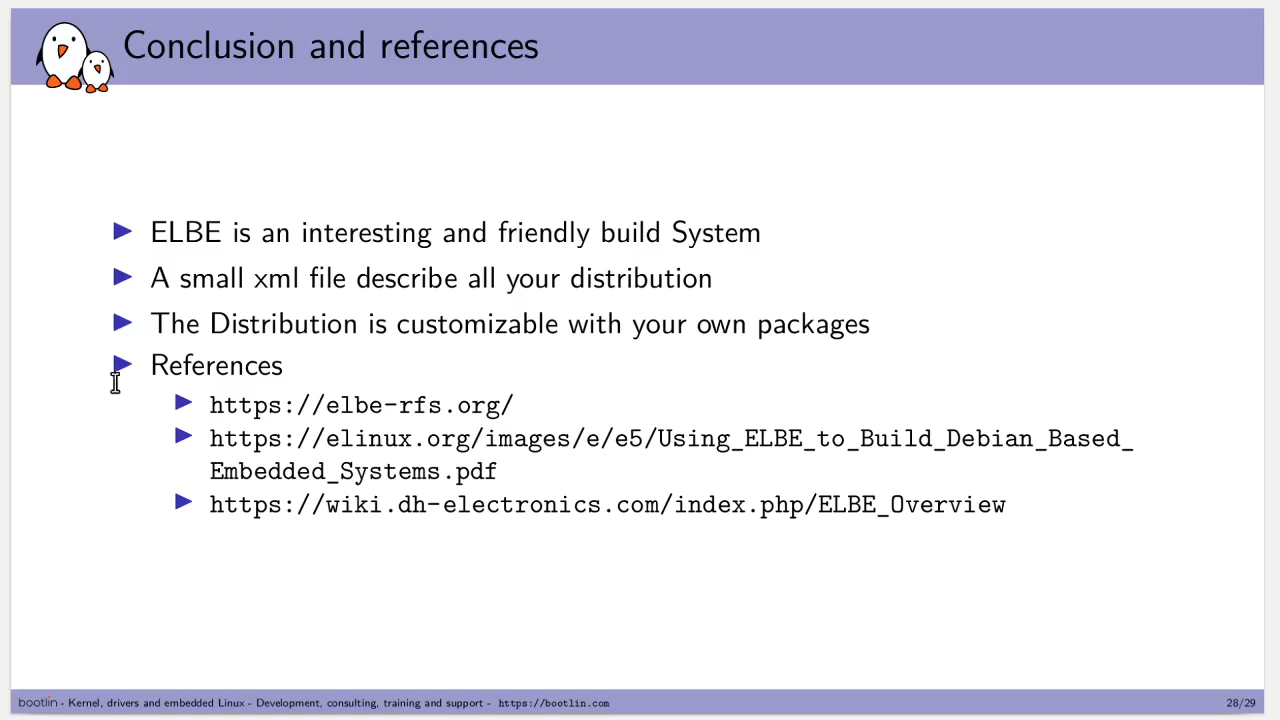 Conclusion and references
ELBE is an interesting and friendly build System
A small xml file describe all your distribution
The Distribution is customizable with your own packages
References
https://elbe-rfs.org/
https://elinux.org/images/e/e5/Using_ELBE_to_Build_Debian_Based_
Embedded_Systems.pdf
https://wiki.dh-electronics.com/index.php/ELBE_Overview
bootlin - Kernel, drivers and embedded Linux - Development, consulting, training and support - https://bootlin.com 28/29